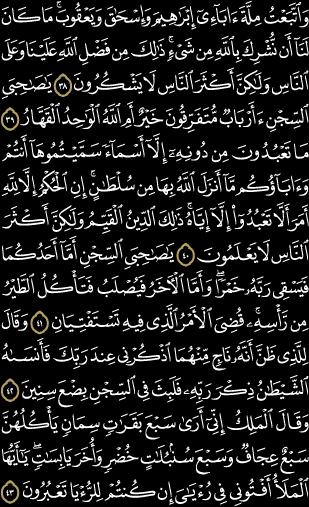 وَٱتَّبَعْتُ مِلَّةَ ءَابَآءِىٓ إِبْرَٰهِيمَ وَإِسْحَٰقَ وَيَعْقُوبَ ۚ مَا كَانَ
لَنَآ أَن نُّشْرِكَ بِٱللَّهِ مِن شَىْءٍ ۚ ذَٰلِكَ مِن فَضْلِ ٱللَّهِ عَلَيْنَا وَعَلَى
ٱلنَّاسِ وَلَٰكِنَّ أَكْثَرَ ٱلنَّاسِ لَا يَشْكُرُونَ ٣٨ يَٰصَىٰحِبَىِ
ٱلسِّجْنِ ءَأَرْبَابٌ مُّتَفَرِّقُونَ خَيْرٌ أَمِ ٱللَّهُ ٱلْوَٰحِدُ ٱلْقَهَّارُ ٣٩
مَا تَعْبُدُونَ مِن دُونِهِۦٓ إِلَّآ أَسْمَآءً سَمَّيْتُمُوهَآ أَنتُمْ
وَءَابَآؤُكُم مَّآ أَنزَلَ ٱللَّهُ بِهَا مِن سُلْطَٰنٍ ۚ إِنِ ٱلْحُكْمُ إِلَّا لِلَّهِ
أَمَرَ أَلَّا تَعْبُدُوٓا۟ إِلَّآ إِيَّاهُ ۚ ذَٰلِكَ ٱلدِّينُ ٱلْقَيِّمُ وَلَٰكِنَّ أَكْثَرَ
ٱلنَّاسِ لَا يَعْلَمُونَ ٤٠ يَٰصَىٰحِبَىِ ٱلسِّجْنِ أَمَّآ أَحَدُكُمَا
فَيَسْقِى رَبَّهُۥ خَمْرًا ۖ وَأَمَّا ٱلْءَاخَرُ فَيُصْلَبُ فَتَأْكُلُ ٱلطَّيْرُ
مِن رَّأْسِهِۦ ۚ قُضِىَ ٱلْأَمْرُ ٱلَّذِى فِيهِ تَسْتَفْتِيَانِ ٤١ وَقَالَ
لِلَّذِى ظَنَّ أَنَّهُۥ نَاجٍ مِّنْهُمَا ٱذْكُرْنِى عِندَ رَبِّكَ فَأَنسَىٰهُ
ٱلشَّيْطَٰنُ ذِكْرَ رَبِّهِۦ فَلَبِثَ فِى ٱلسِّجْنِ بِضْعَ سِنِينَ ٤٢
وَقَالَ ٱلْمَلِكُ إِنِّىٓ أَرَىٰ سَبْعَ بَقَرَٰتٍ سِمَانٍ يَأْكُلُهُنَّ
سَبْعٌ عِجَافٌ وَسَبْعَ سُنۢبُلَٰتٍ خُضْرٍ وَأُخَرَ يَابِسَٰتٍ ۖ يَٰٓأَيُّهَا
ٱلْمَلَأُ أَفْتُونِى فِى رُءْيَٰىَ إِن كُنتُمْ لِلرُّءْيَا تَعْبُرُونَ ٤٣